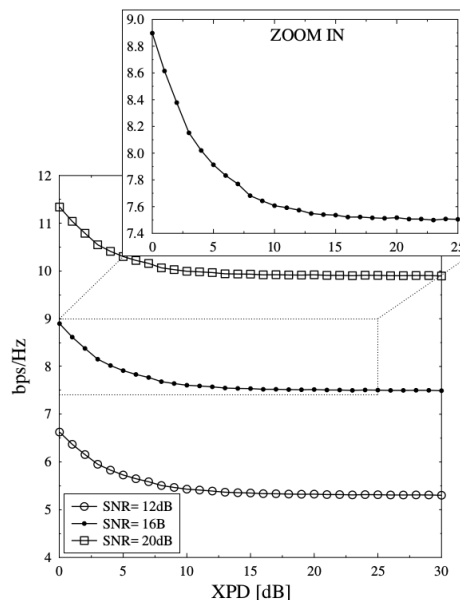 ZOOM IN
9.0
8.8
8.6
8.4
8.2
8.0
7.8
7.6
7.4
0 5 10 15 20 25
12
11
10
9
8
7
6
5
4
bps/Hz
SNR= 12dB
SNR= 16B
SNR= 20dB
0 5 10 15 20 25 30
XPD [dB]